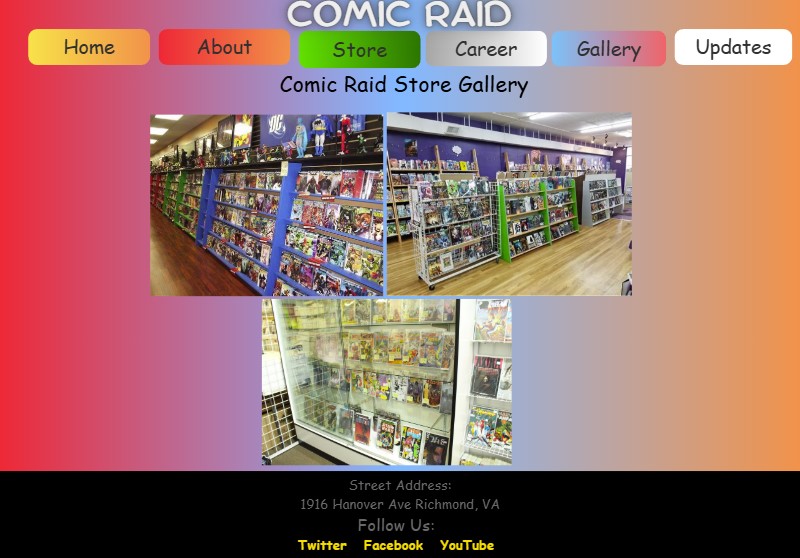 COMIC RAID
Home About Store Career Gallery Updates
Comic Raid Store Gallery
Street Address:
1916 Hanover Ave Richmond, VA
Follow Us:
Twitter Facebook YouTube